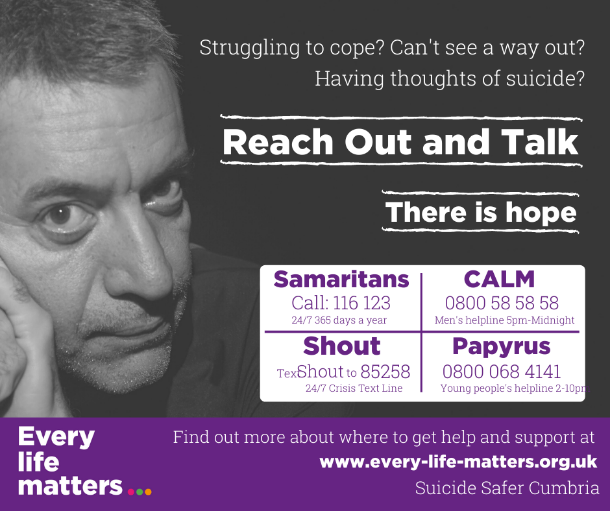 Struggling to cope? Can't see a way out?
Having thoughts of suicide?
Reach Out and Talk
There is hope
Samaritans
Call: 116 123
24/7 365 days a year
CALM
0800 58 58 58
Men's helpline 5pm-Midnight
Shout
TexShout to 85258
24/7 Crisis Text Line
Papyrus
0800 068 4141
Young people's helpline 2-10pm
Every
life
matters...
Find out more about where to get help and support at
www.every-life-matters.org.uk
Suicide Safer Cumbria